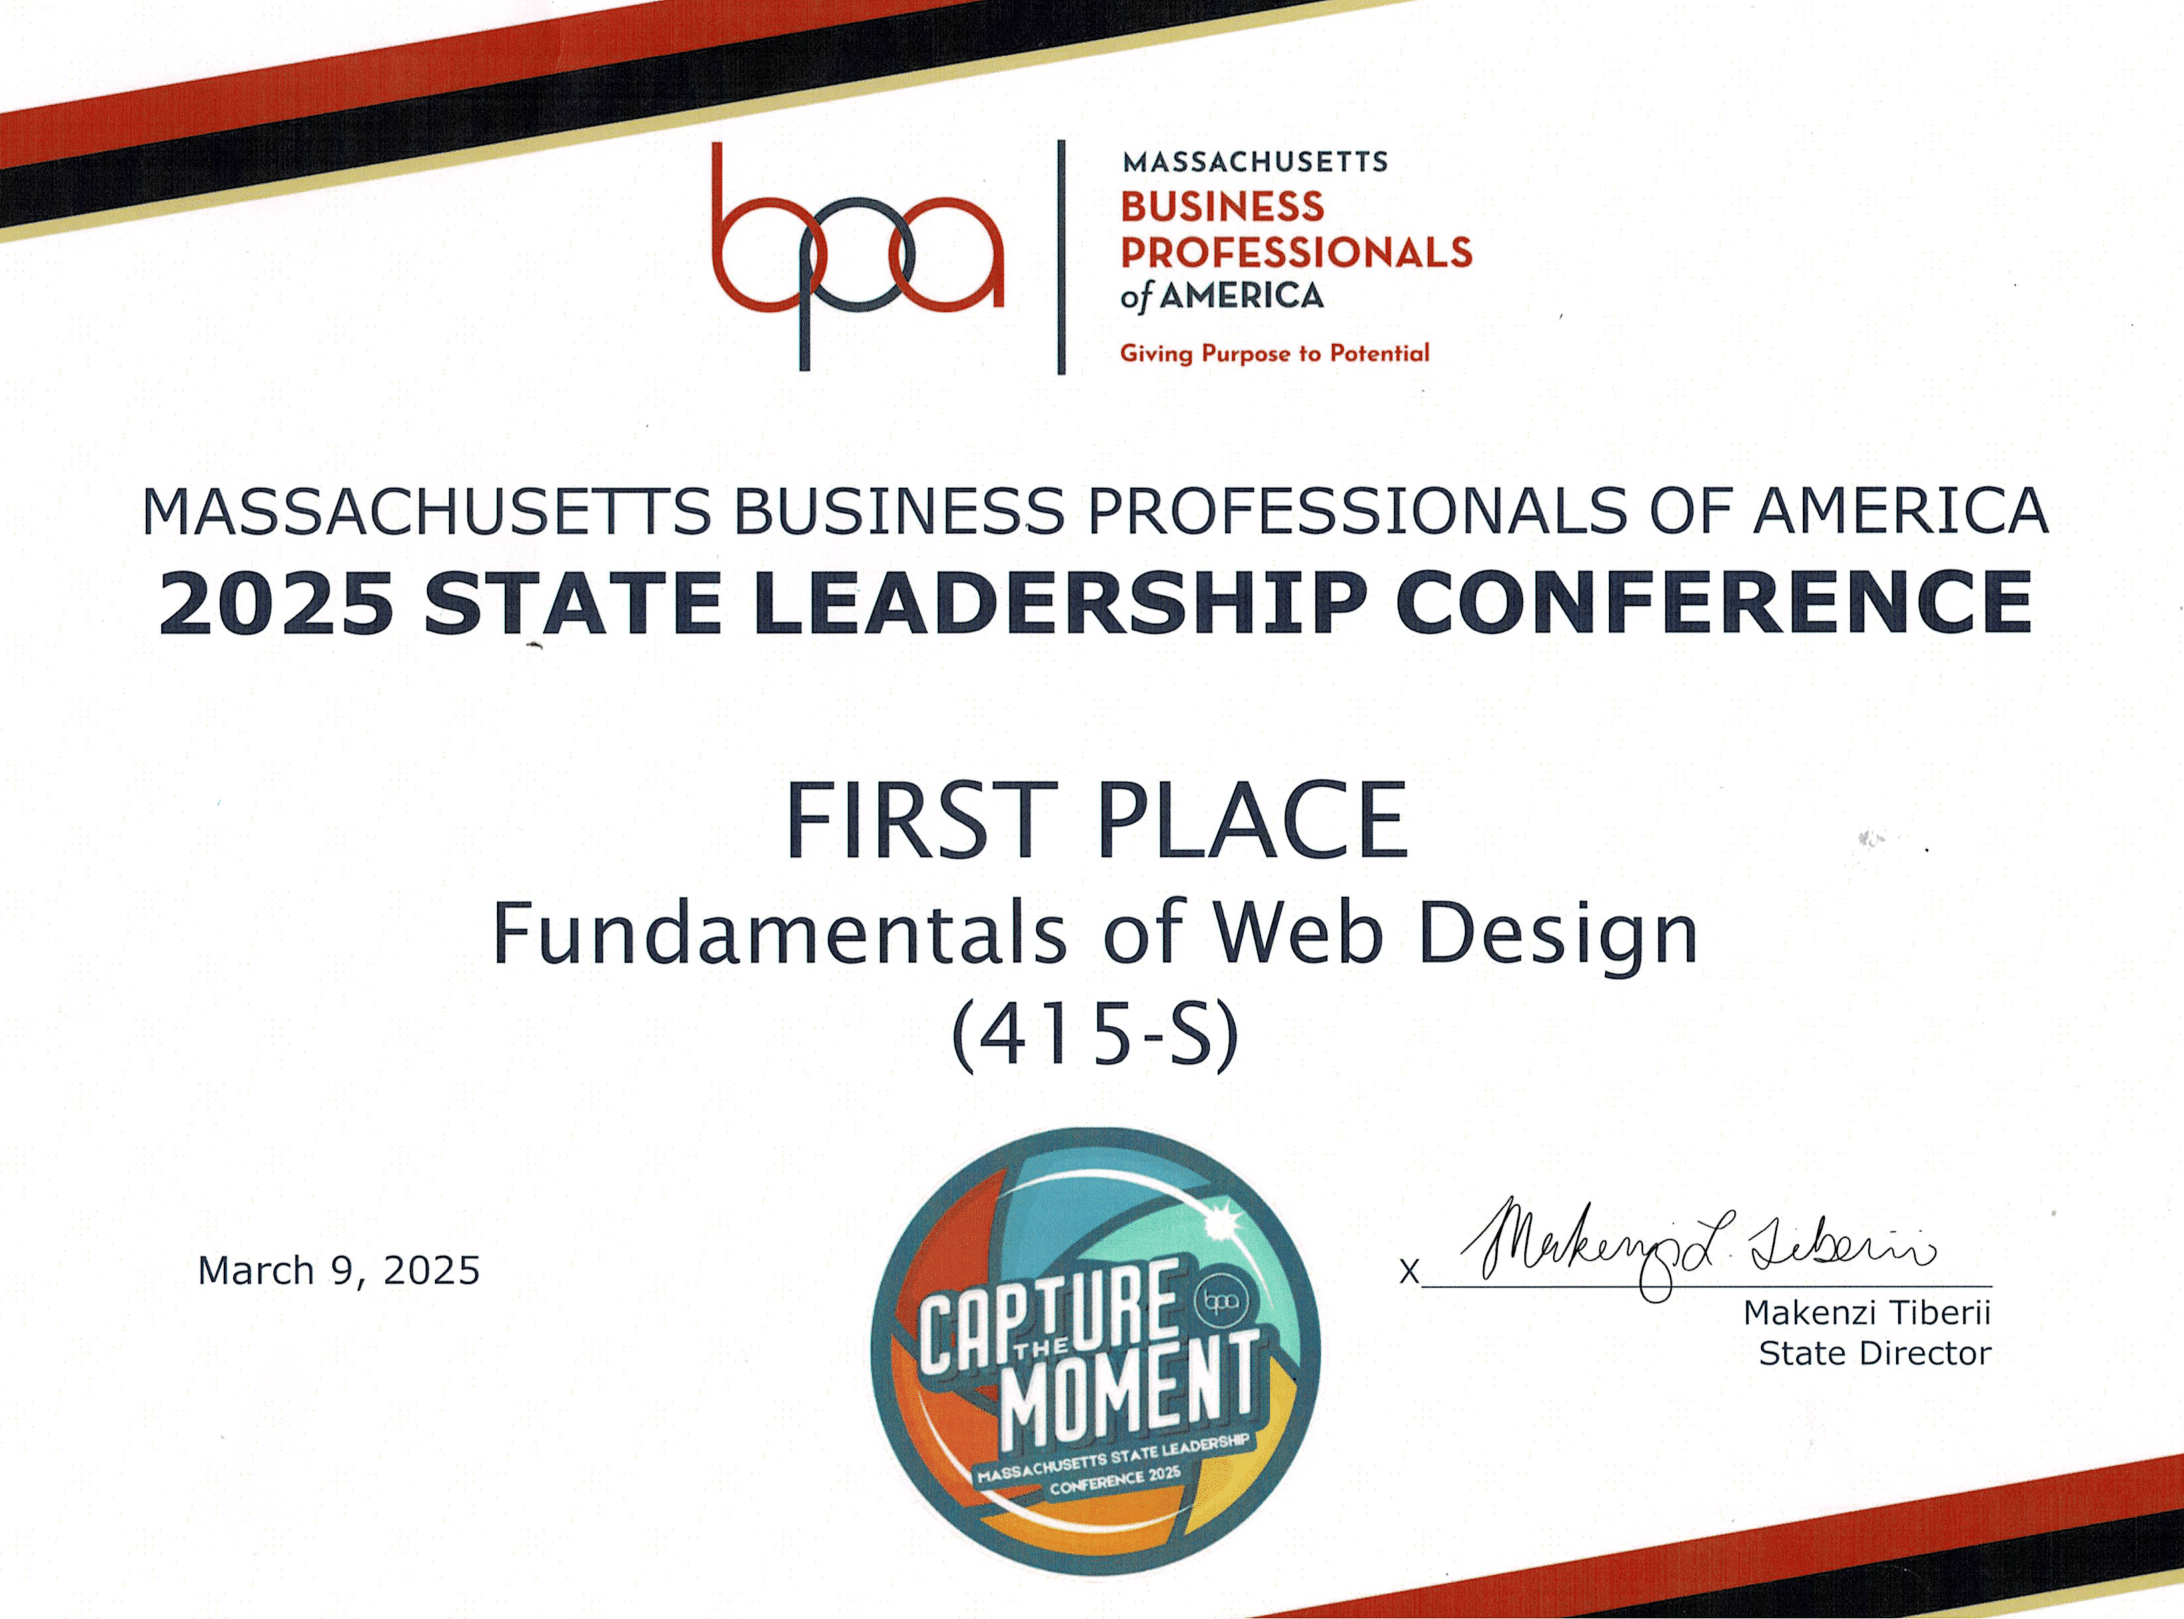 bpa
MASSACHUSETTS
BUSINESS
PROFESSIONALS
of AMERICA
Giving Purpose to Potential
MASSACHUSETTS BUSINESS PROFESSIONALS OF AMERICA
2025 STATE LEADERSHIP CONFERENCE
FIRST PLACE
Fundamentals of Web Design
(415-S)
March 9, 2025
CAPTURE
THE
MOMENT
bpa
MASSACHUSETTS STATE LEADERSHIP
CONFERENCE 2025
X Makenzi L. Tiberii
Makenzi Tiberii
State Director